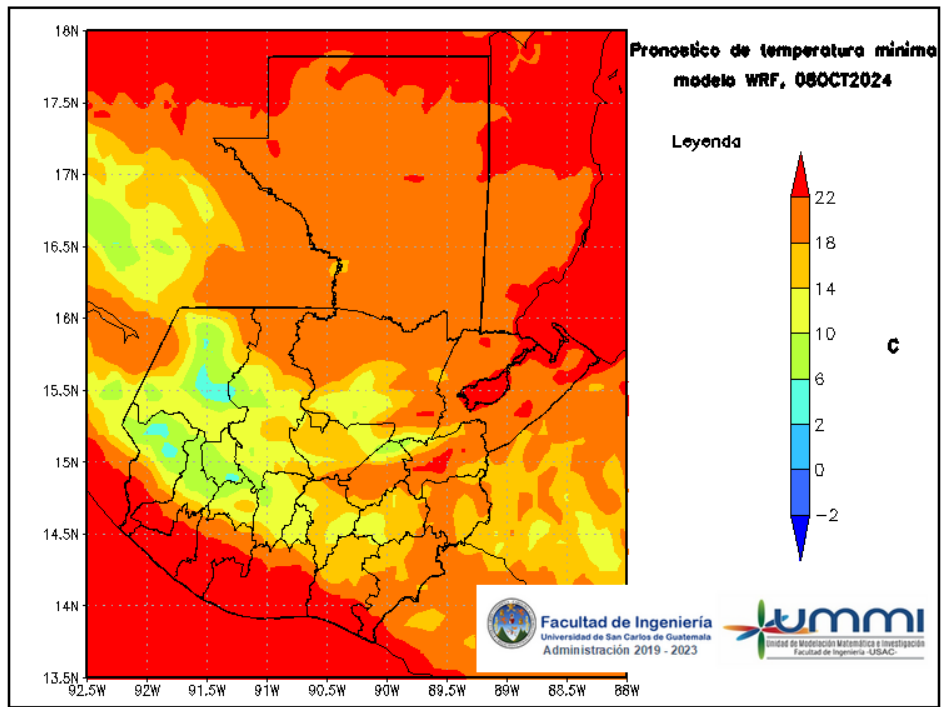 Pronostico de temperatura minima
modelo WRF, 08OCT2024
Leyenda
22
18
14
10
6
2
0
−2
C
18N
17.5N
17N
16.5N
16N
15.5N
15N
14.5N
14N
13.5N
92.5W 92W 91.5W 91W 90.5W 90W 89.5W 89W 88.5W 88W
Facultad de Ingeniería
Universidad de San Carlos de Guatemala
Administración 2019 - 2023
UMMI
Unidad de Modelación Matemática e Investigación
Facultad de Ingeniería -USAC-